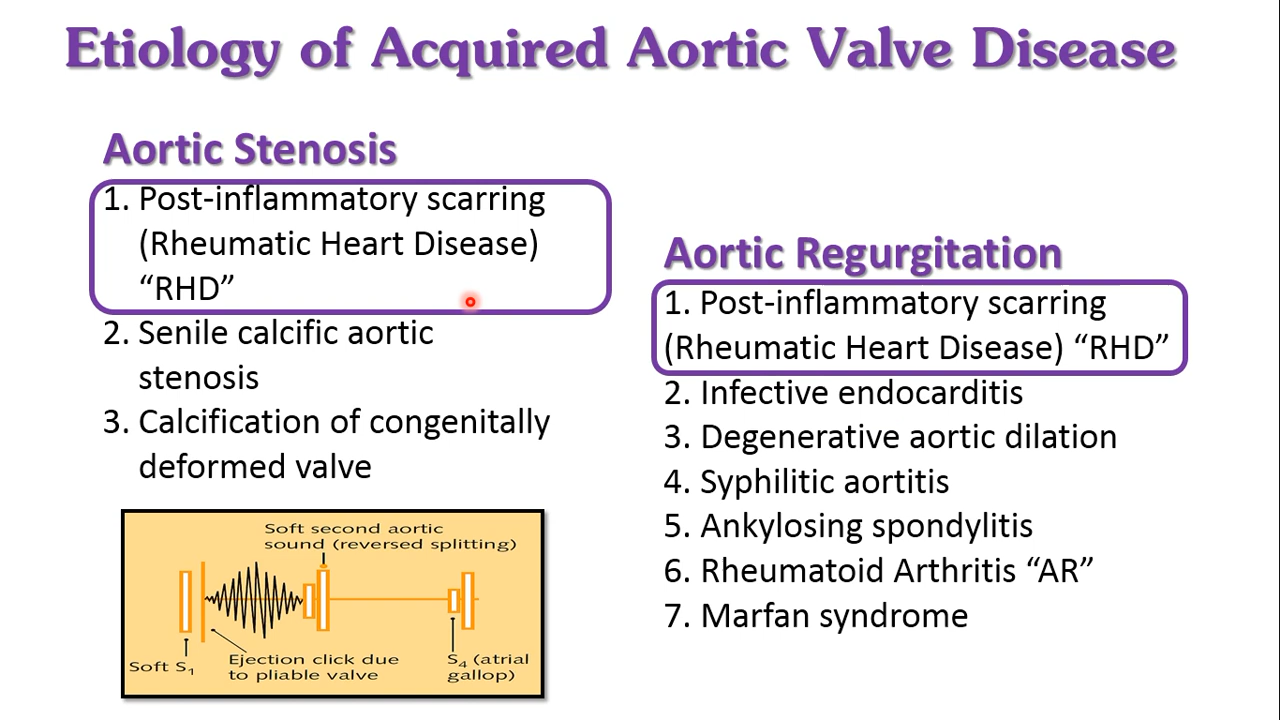 Etiology of Acquired Aortic Valve Disease
Aortic Stenosis
1. Post-inflammatory scarring
(Rheumatic Heart Disease)
“RHD”
2. Senile calcific aortic
stenosis
3. Calcification of congenitally
deformed valve
Soft second aortic
sound (reversed splitting)
Soft S₁
Ejection click due
to pliable valve
S₄ (atrial
gallop)
Aortic Regurgitation
1. Post-inflammatory scarring
(Rheumatic Heart Disease) “RHD”
2. Infective endocarditis
3. Degenerative aortic dilation
4. Syphilitic aortitis
5. Ankylosing spondylitis
6. Rheumatoid Arthritis “AR”
7. Marfan syndrome